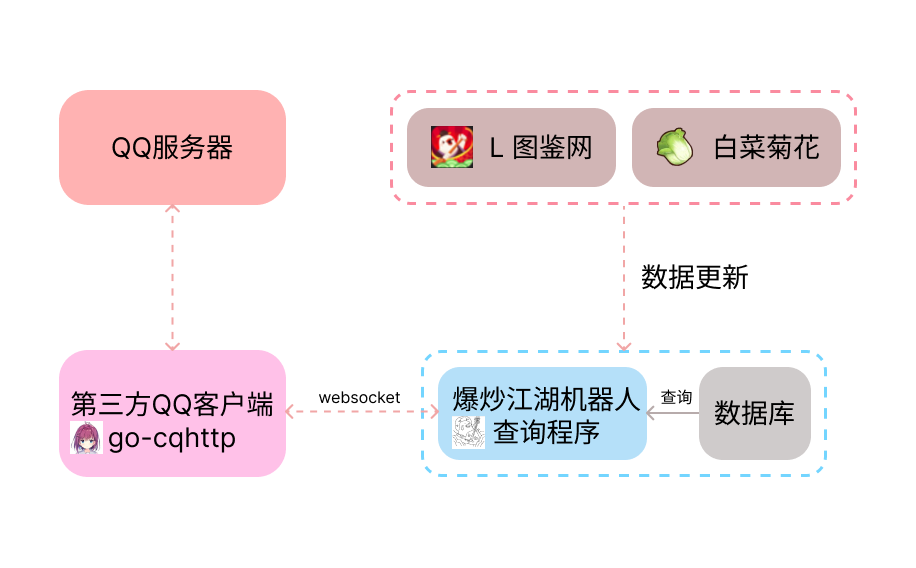 QQ服务器
L 图鉴网
白菜菊花
数据更新
第三方QQ客户端
go-cqhttp
websocket
爆炒江湖机器人
查询程序
查询
数据库